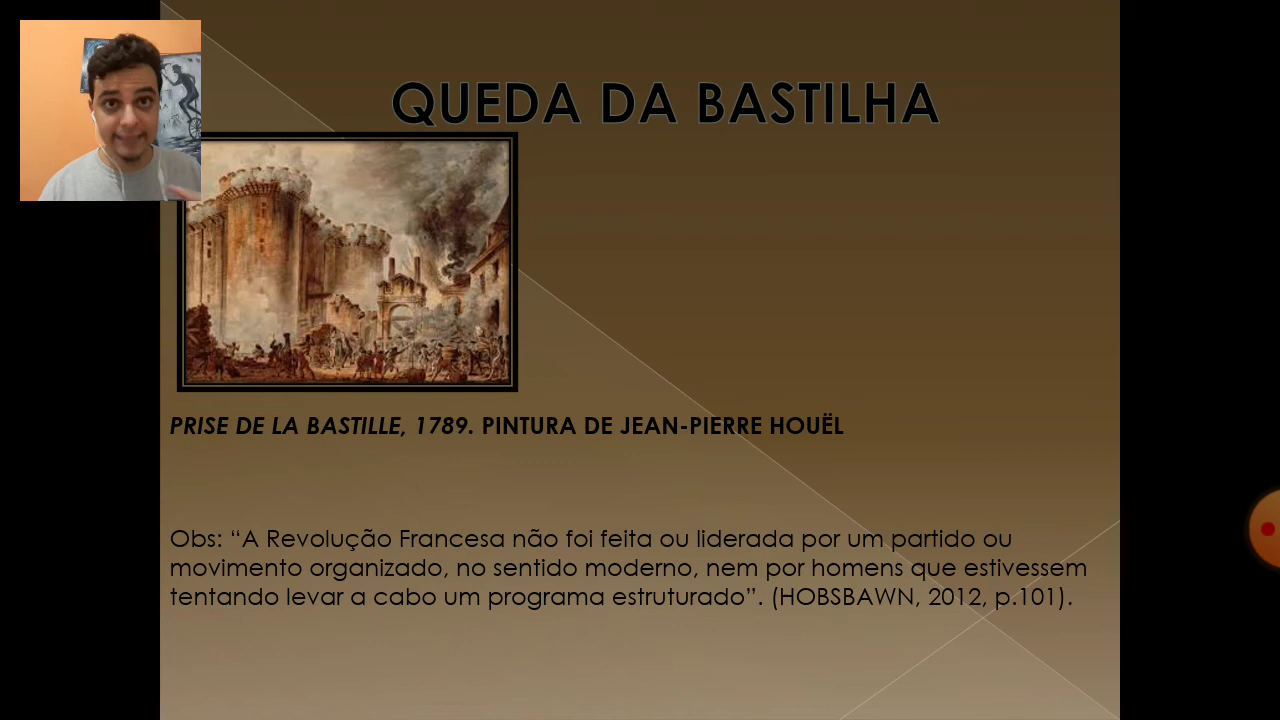 QUEDA DA BASTILHA
PRISE DE LA BASTILLE, 1789. PINTURA DE JEAN-PIERRE HOUËL
Obs: “A Revolução Francesa não foi feita ou liderada por um partido ou
movimento organizado, no sentido moderno, nem por homens que estivessem
tentando levar a cabo um programa estruturado”. (HOBSBAWN, 2012, p.101).